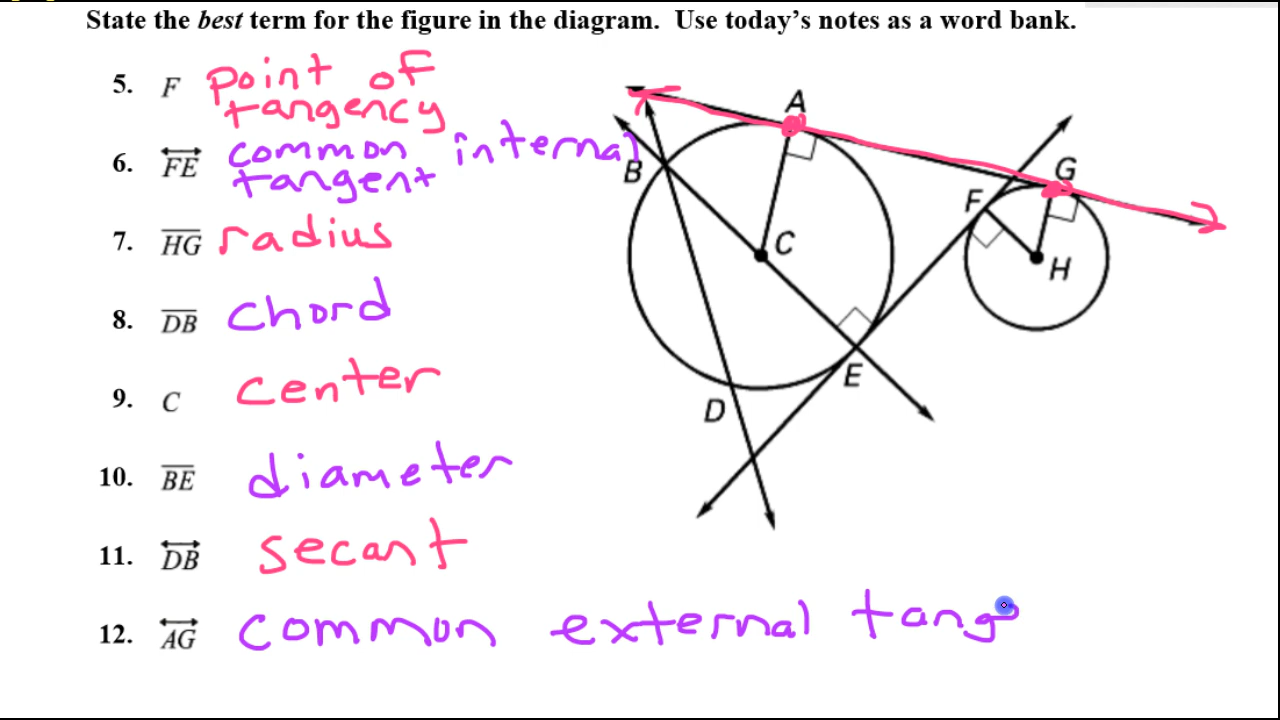 State the best term for the figure in the diagram. Use today's notes as a word bank.
5. F point of
tangency
6. FE common internal
tangent
7. HG radius
8. DB chord
9. C center
10. BE diameter
11. DB secant
12. AG common external tang
A
B
G
F
C
H
E
D